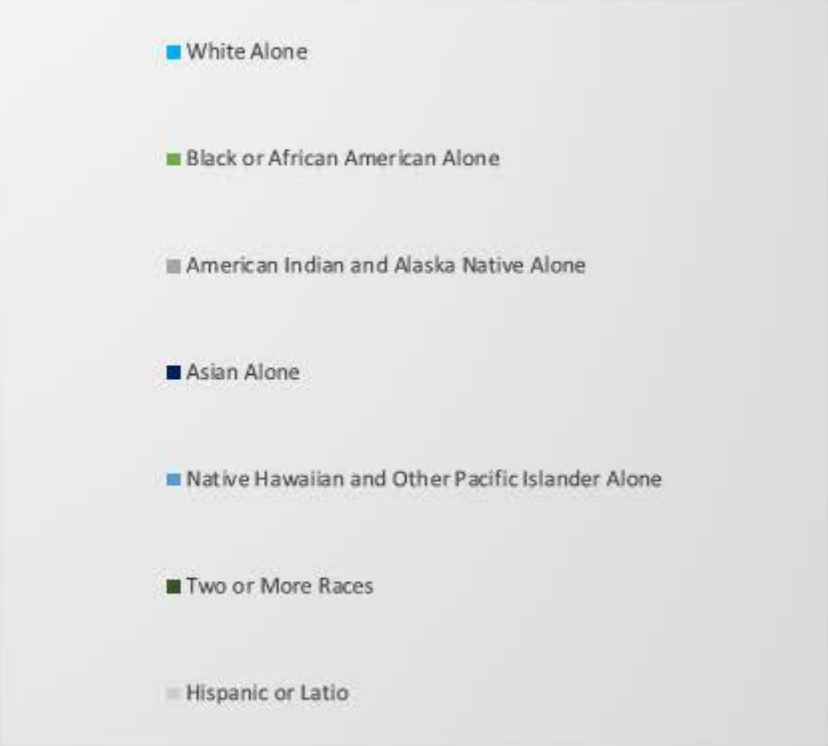 White Alone
Black or African American Alone
American Indian and Alaska Native Alone
Asian Alone
Native Hawaiian and Other Pacific Islander Alone
Two or More Races
Hispanic or Latio